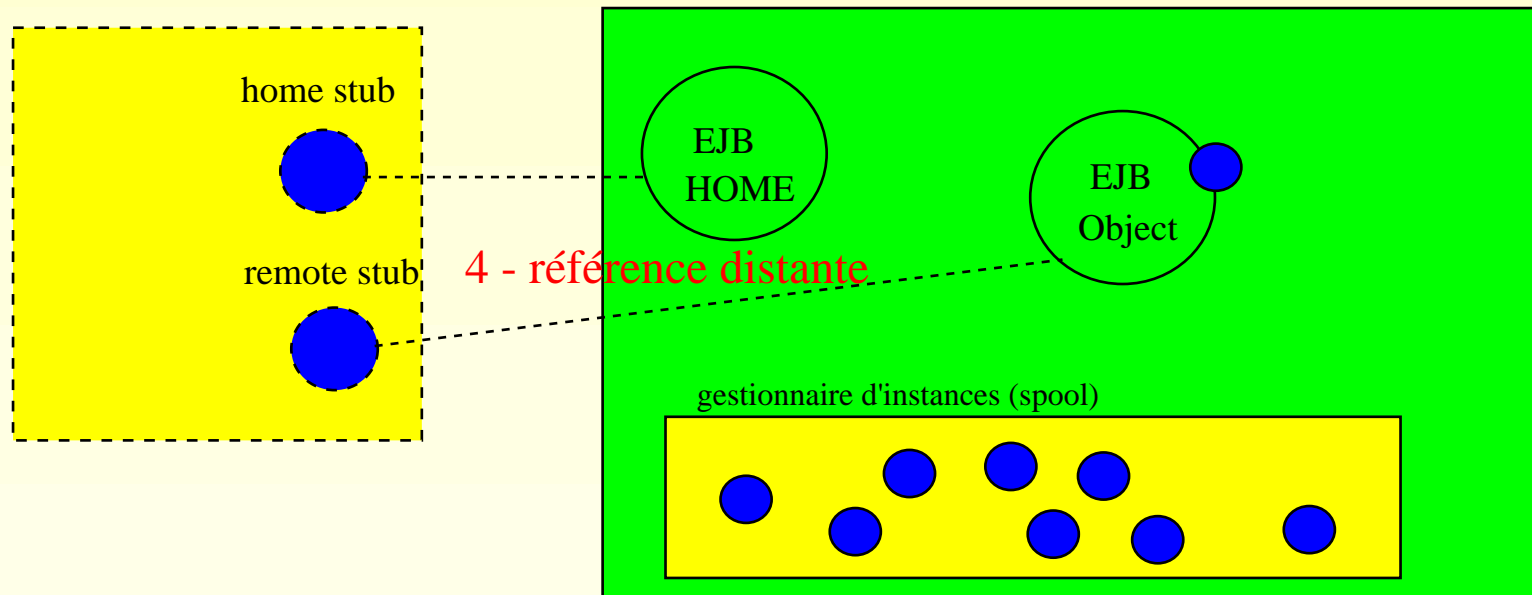 home stub
EJB
HOME
EJB
Object
remote stub
4 - référence distante
gestionnaire d'instances (spool)